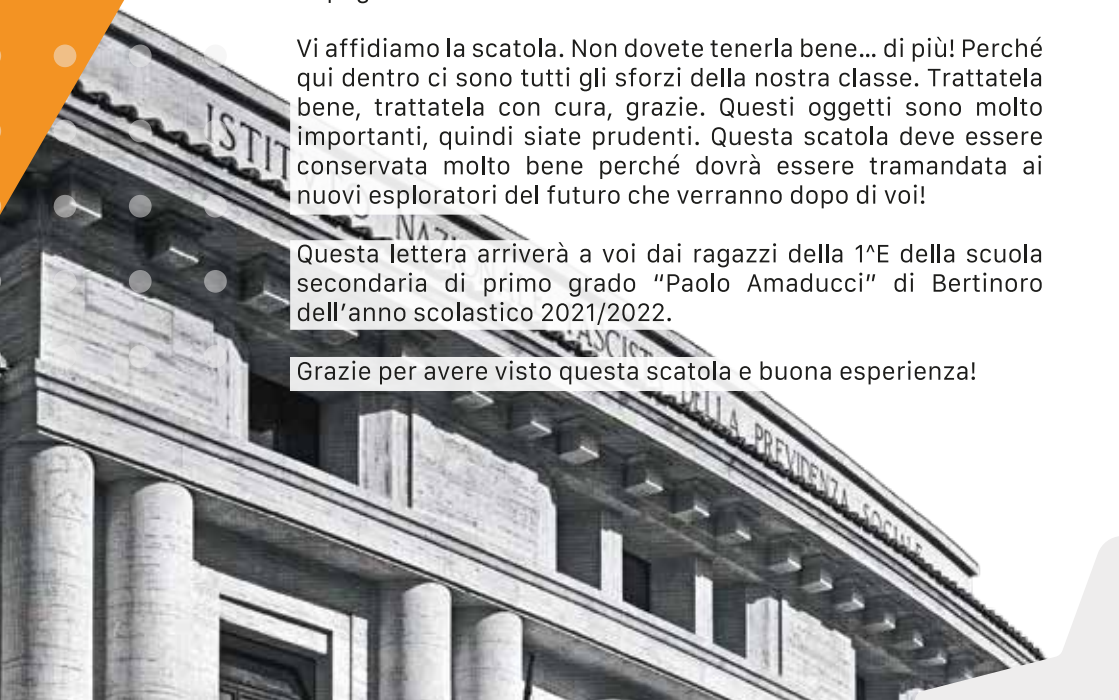 Vi affidiamo la scatola. Non dovete tenerla bene... di più! Perché
qui dentro ci sono tutti gli sforzi della nostra classe. Trattatela
bene, trattatela con cura, grazie. Questi oggetti sono molto
importanti, quindi siate prudenti. Questa scatola deve essere
conservata molto bene perché dovrà essere tramandata ai
nuovi esploratori del futuro che verranno dopo di voi!
Questa lettera arriverà a voi dai ragazzi della 1^E della scuola
secondaria di primo grado “Paolo Amaducci” di Bertinoro
dell’anno scolastico 2021/2022.
Grazie per avere visto questa scatola e buona esperienza!
DELLA PREVIDENZA SOCIALE